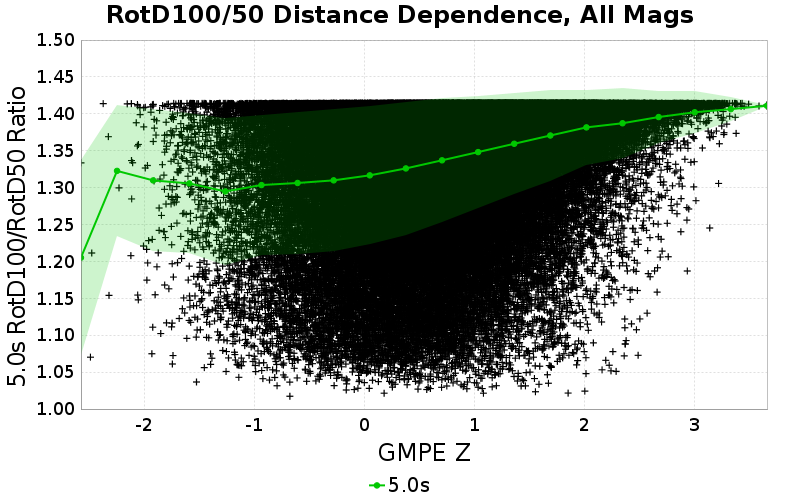 RotD100/50 Distance Dependence, All Mags
5.0s RotD100/RotD50 Ratio
1.50
1.45
1.40
1.35
1.30
1.25
1.20
1.15
1.10
1.05
1.00
-2 -1 0 1 2 3
GMPE Z
5.0s